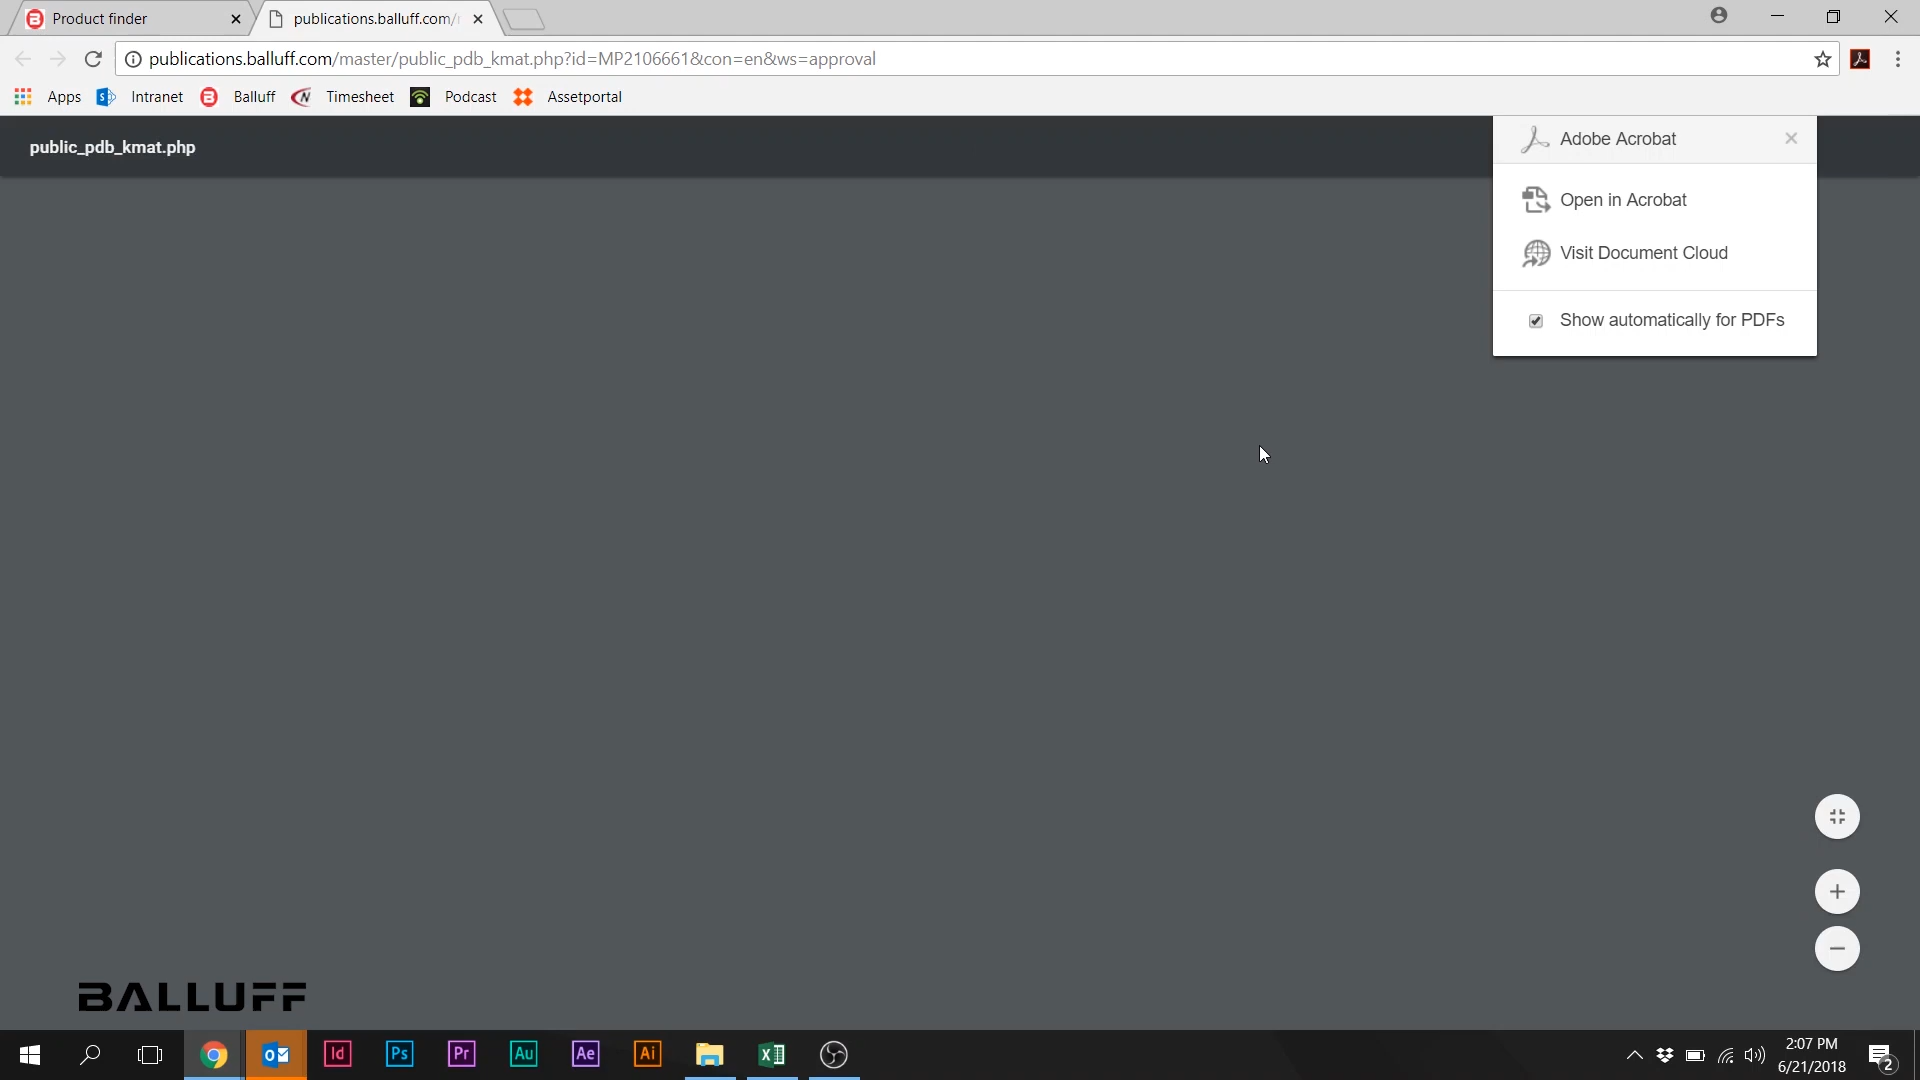 Product finder
publications.balluff.com/
publications.balluff.com/master/public_pdb_kmat.php?id=MP2106661&con=en&ws=approval
Apps Intranet Balluff Timesheet Podcast Assetportal
public_pdb_kmat.php
Adobe Acrobat
Open in Acrobat
Visit Document Cloud
Show automatically for PDFs
BALLUFF
Id Ps Pr Au Ae Ai
2:07 PM
6/21/2018
2